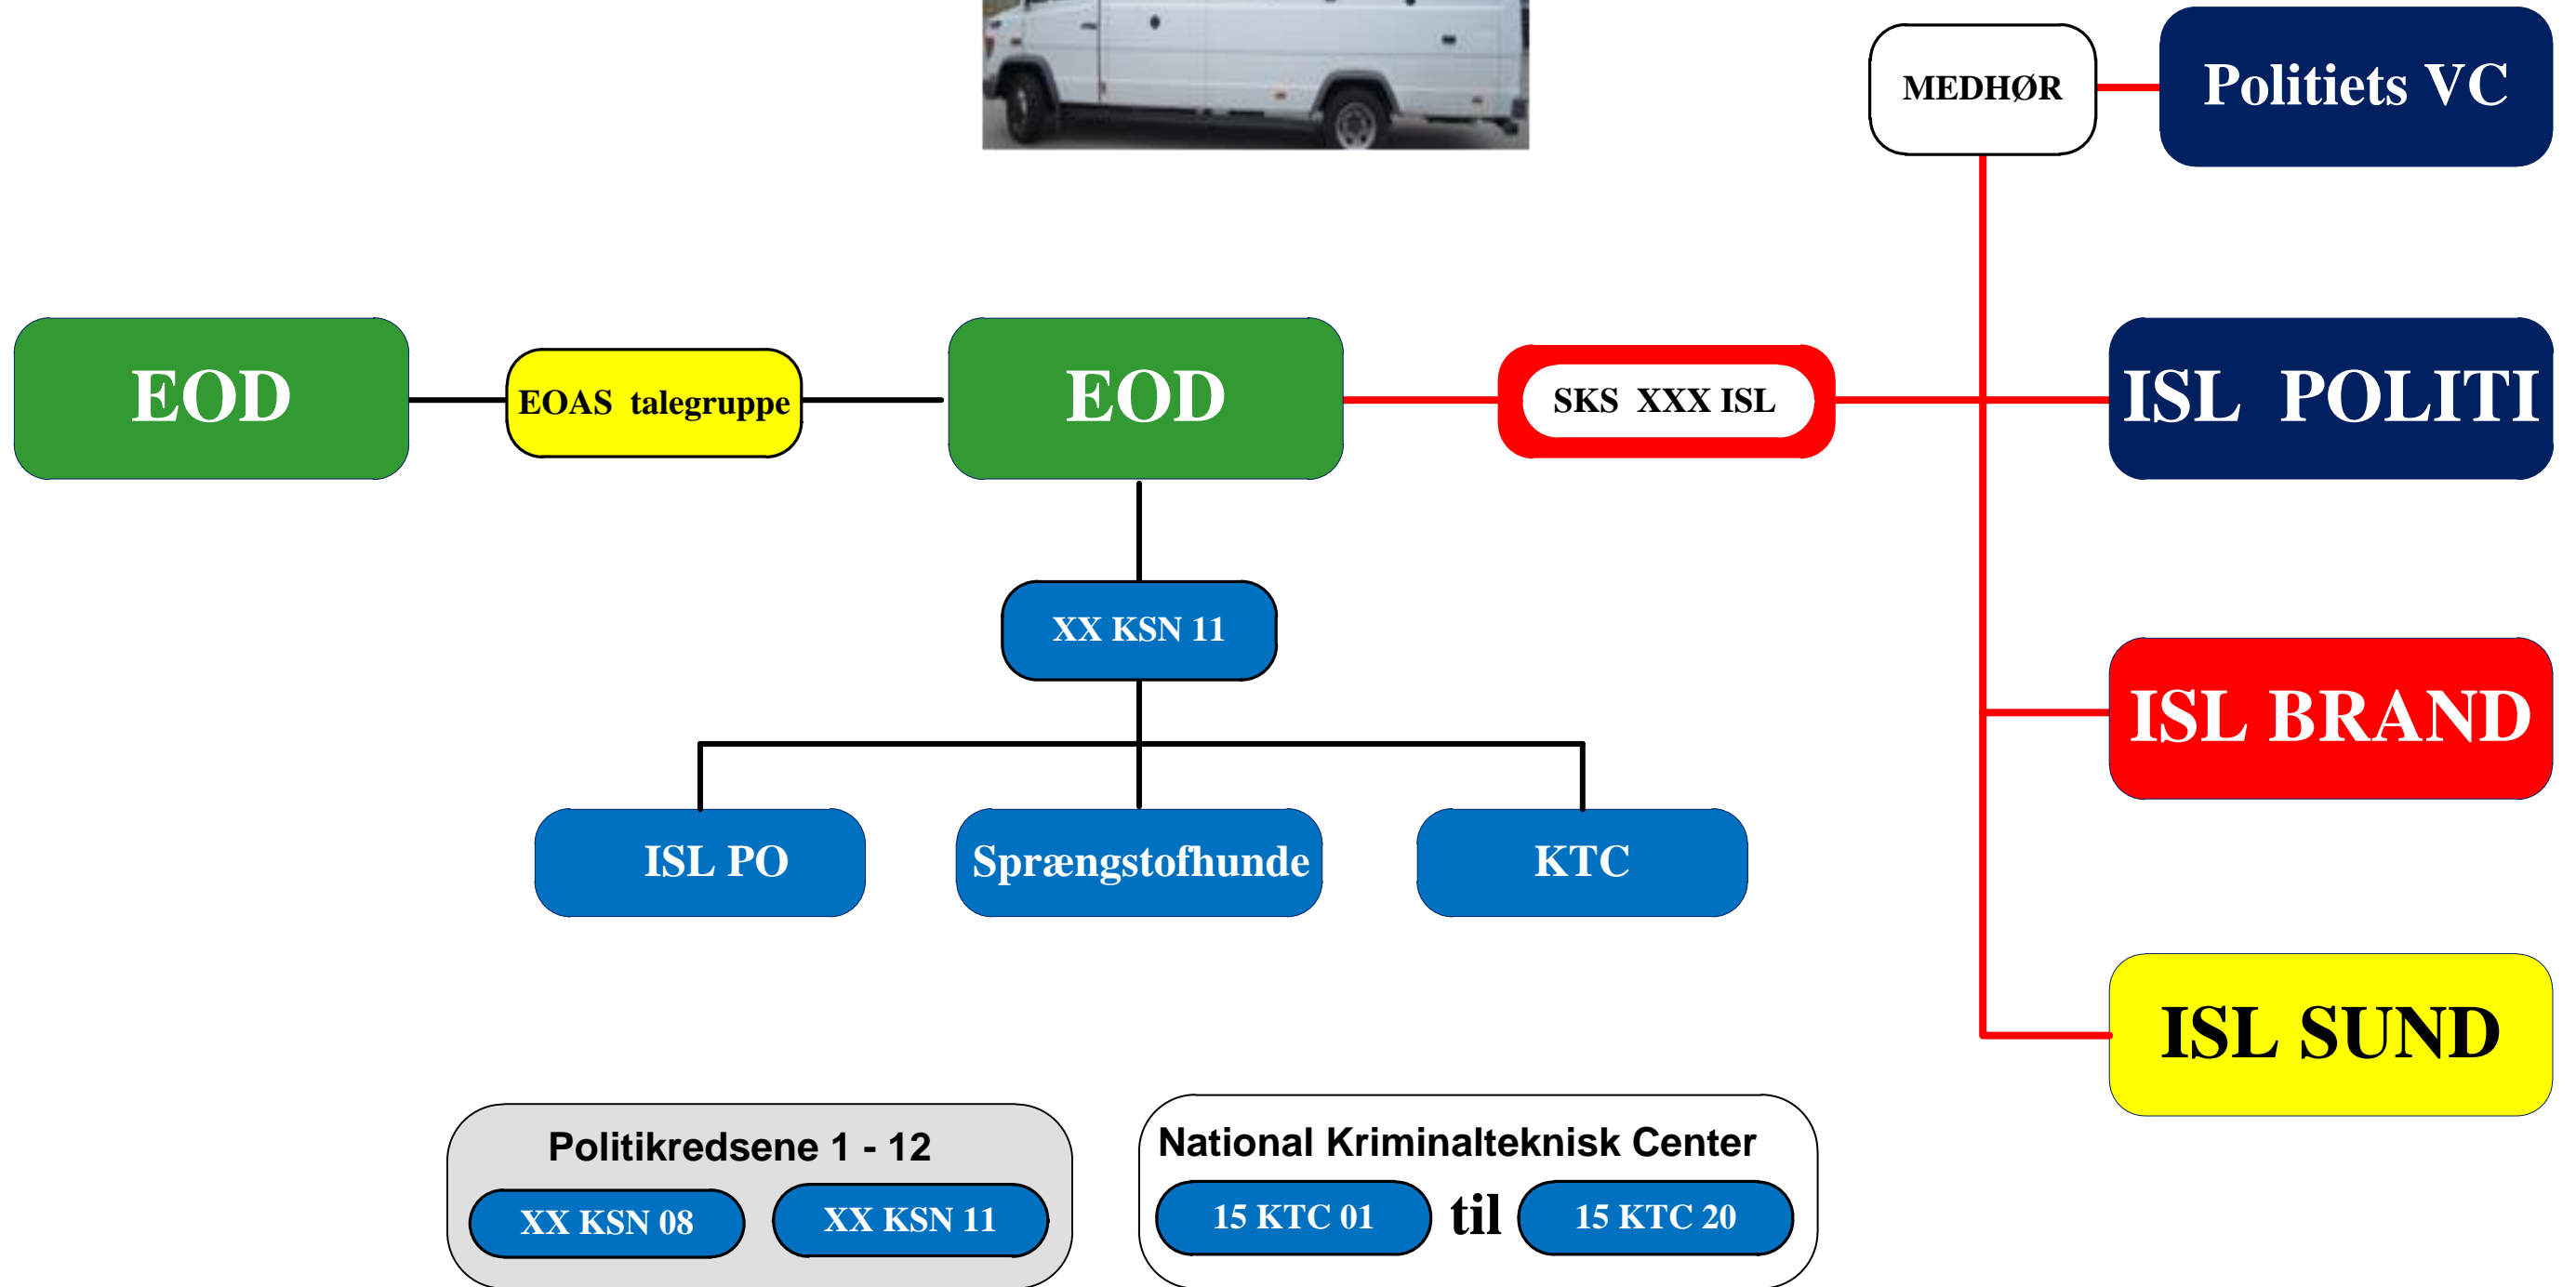 MEDHØR
Politiets VC
EOD
EOAS talegruppe
EOD
SKS XXX ISL
ISL POLITI
XX KSN 11
ISL BRAND
ISL PO
Sprængstofhunde
KTC
ISL SUND
Politikredsene 1 - 12
XX KSN 08
XX KSN 11
National Kriminalteknisk Center
15 KTC 01 til 15 KTC 20